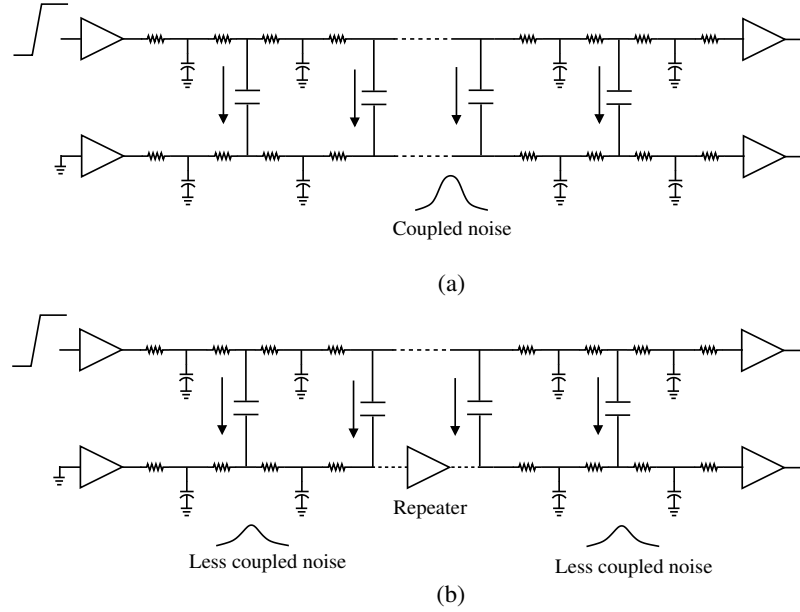 Coupled noise
(a)
Repeater
Less coupled noise
Less coupled noise
(b)